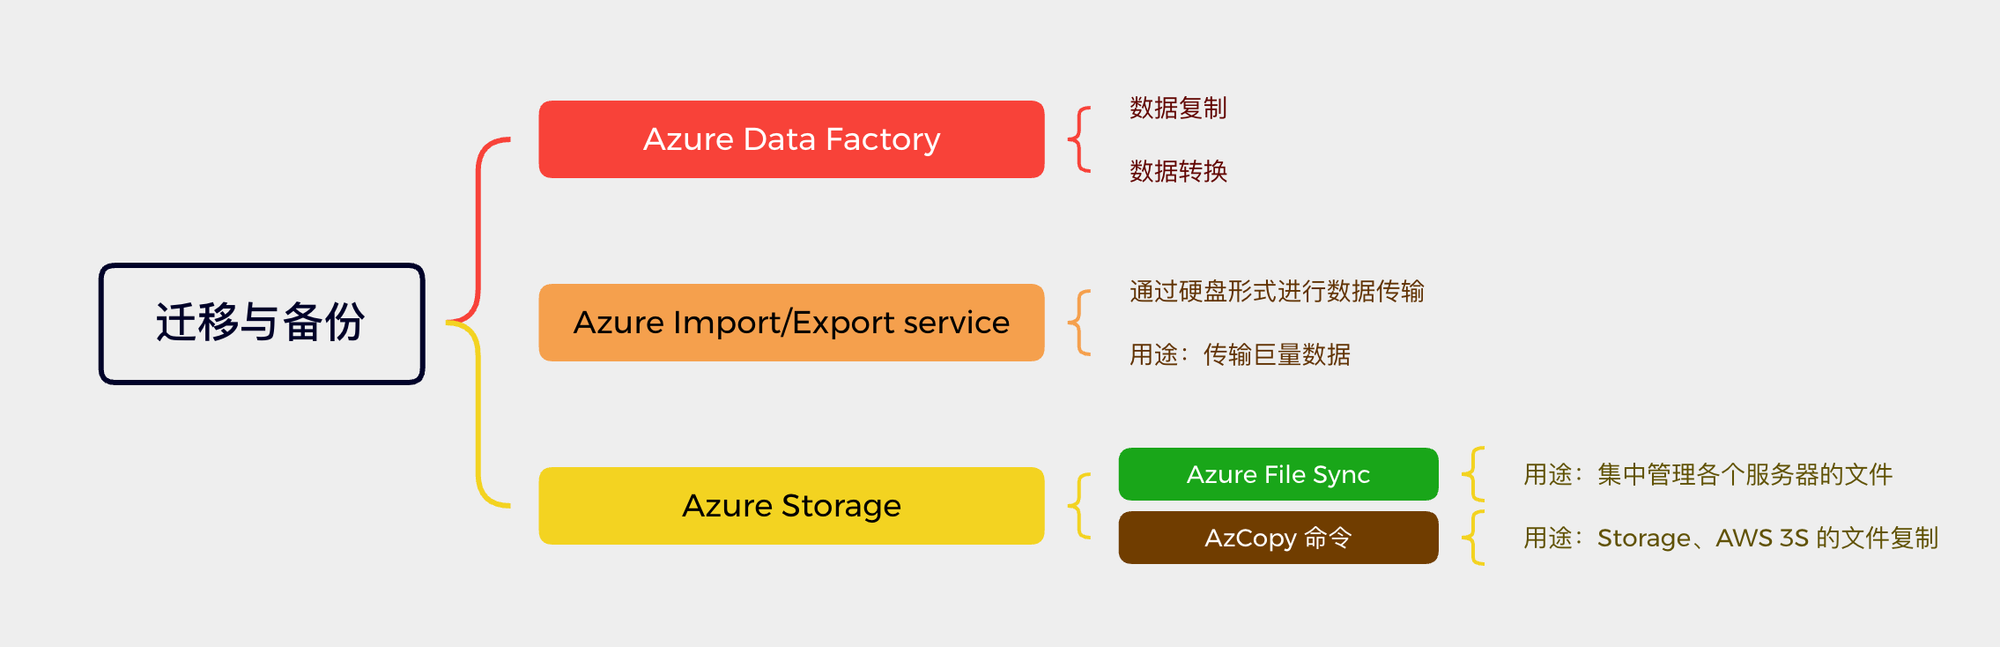 迁移与备份
Azure Data Factory
数据复制
数据转换
Azure Import/Export service
通过硬盘形式进行数据传输
用途：传输巨量数据
Azure Storage
Azure File Sync
用途：集中管理各个服务器的文件
AzCopy 命令
用途：Storage、AWS 3S 的文件复制